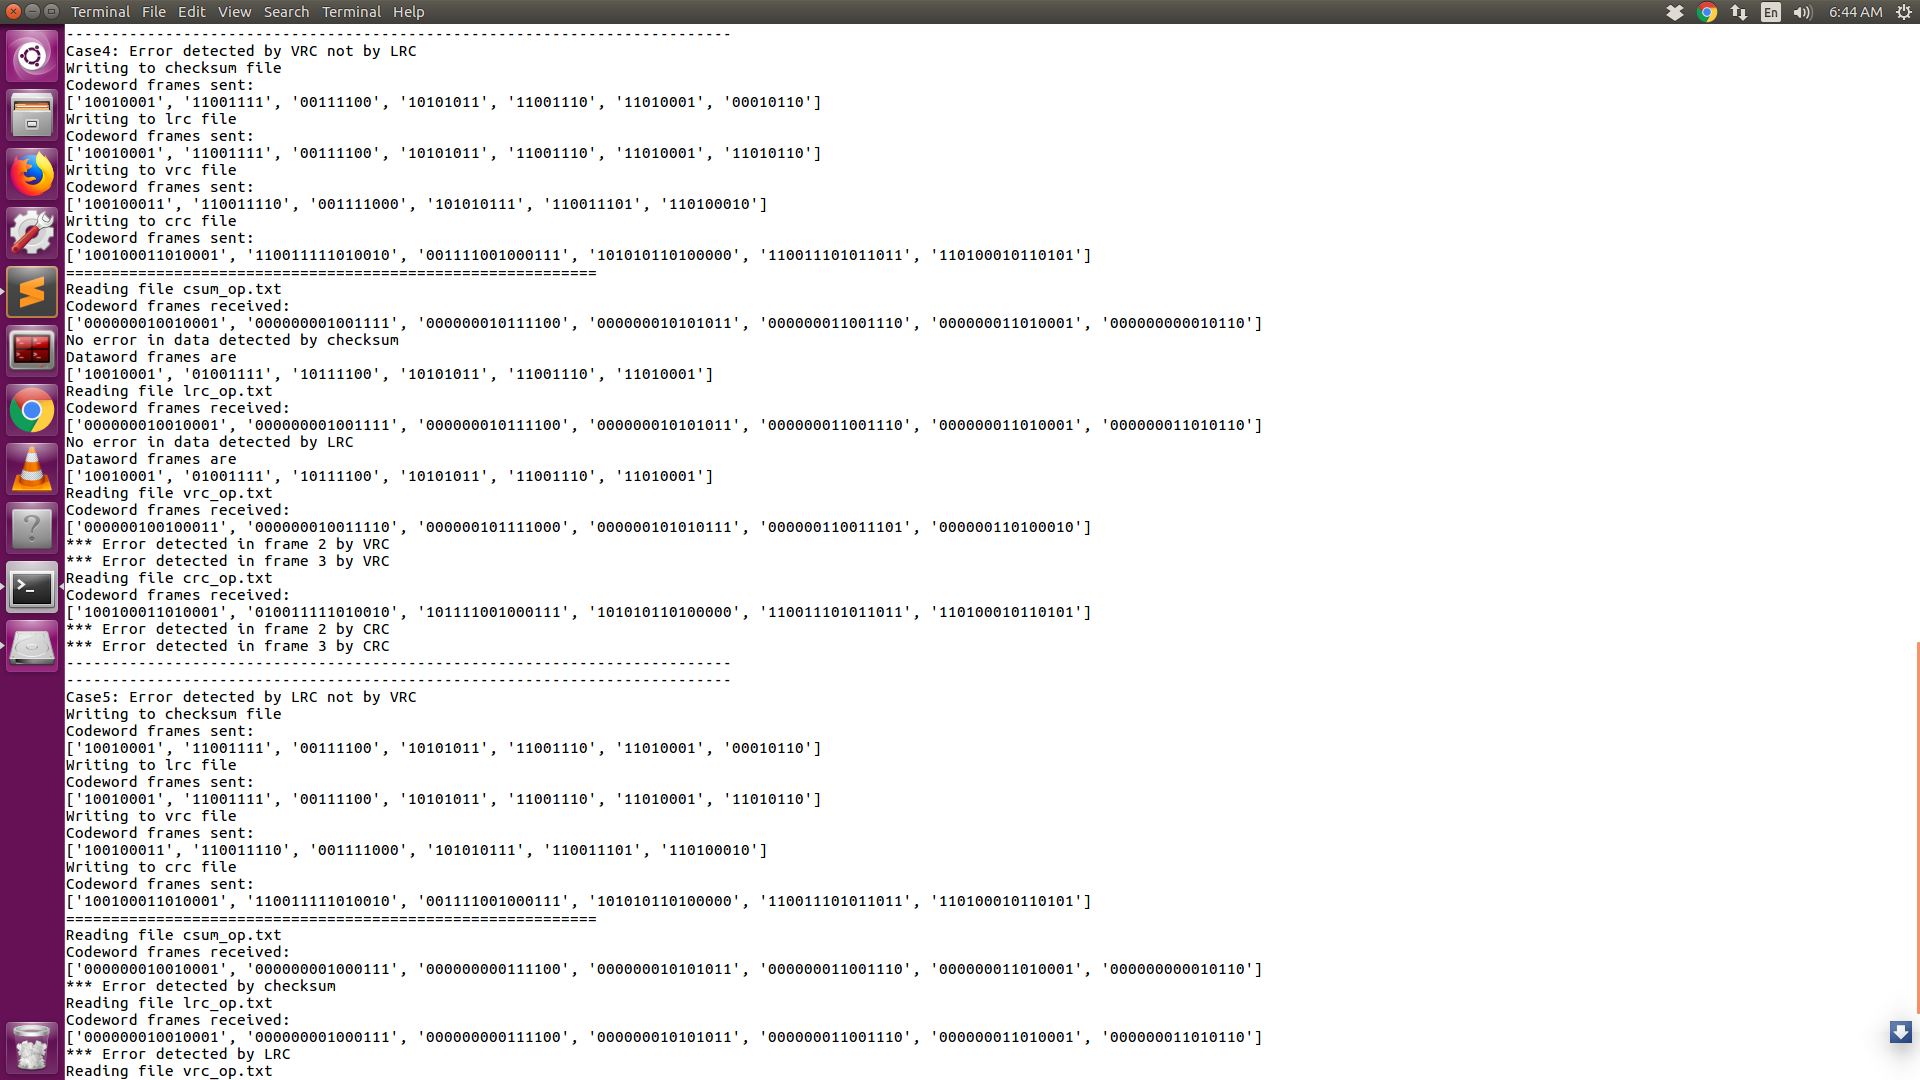 Terminal File Edit View Search Terminal Help En 6:44 AM
--------------------------------------------------------------------------
Case4: Error detected by VRC not by LRC
Writing to checksum file
Codeword frames sent:
['10010001', '11001111', '00111100', '10101011', '11001110', '11010001', '00010110']
Writing to lrc file
Codeword frames sent:
['10010001', '11001111', '00111100', '10101011', '11001110', '11010001', '11010110']
Writing to vrc file
Codeword frames sent:
['100100011', '110011110', '001111000', '101010111', '110011101', '110100010']
Writing to crc file
Codeword frames sent:
['100100011010001', '110011111010010', '001111001000111', '101010110100000', '110011101011011', '110100010110101']
===========================================================
Reading file csum_op.txt
Codeword frames received:
['000000010010001', '000000001001111', '000000010111100', '000000010101011', '000000011001110', '000000011010001', '000000000010110']
No error in data detected by checksum
Dataword frames are
['10010001', '01001111', '10111100', '10101011', '11001110', '11010001']
Reading file lrc_op.txt
Codeword frames received:
['000000010010001', '000000001001111', '000000010111100', '000000010101011', '000000011001110', '000000011010001', '000000011010110']
No error in data detected by LRC
Dataword frames are
['10010001', '01001111', '10111100', '10101011', '11001110', '11010001']
Reading file vrc_op.txt
Codeword frames received:
['000000100100011', '000000010011110', '000000101111000', '000000101010111', '000000110011101', '000000110100010']
*** Error detected in frame 2 by VRC
*** Error detected in frame 3 by VRC
Reading file crc_op.txt
Codeword frames received:
['100100011010001', '010011111010010', '101111001000111', '101010110100000', '110011101011011', '110100010110101']
*** Error detected in frame 2 by CRC
*** Error detected in frame 3 by CRC
--------------------------------------------------------------------------
--------------------------------------------------------------------------
Case5: Error detected by LRC not by VRC
Writing to checksum file
Codeword frames sent:
['10010001', '11001111', '00111100', '10101011', '11001110', '11010001', '00010110']
Writing to lrc file
Codeword frames sent:
['10010001', '11001111', '00111100', '10101011', '11001110', '11010001', '11010110']
Writing to vrc file
Codeword frames sent:
['100100011', '110011110', '001111000', '101010111', '110011101', '110100010']
Writing to crc file
Codeword frames sent:
['100100011010001', '110011111010010', '001111001000111', '101010110100000', '110011101011011', '110100010110101']
===========================================================
Reading file csum_op.txt
Codeword frames received:
['000000010010001', '000000001000111', '000000000111100', '000000010101011', '000000011001110', '000000011010001', '000000000010110']
*** Error detected by checksum
Reading file lrc_op.txt
Codeword frames received:
['000000010010001', '000000001000111', '000000000111100', '000000010101011', '000000011001110', '000000011010001', '000000011010110']
*** Error detected by LRC
Reading file vrc_op.txt